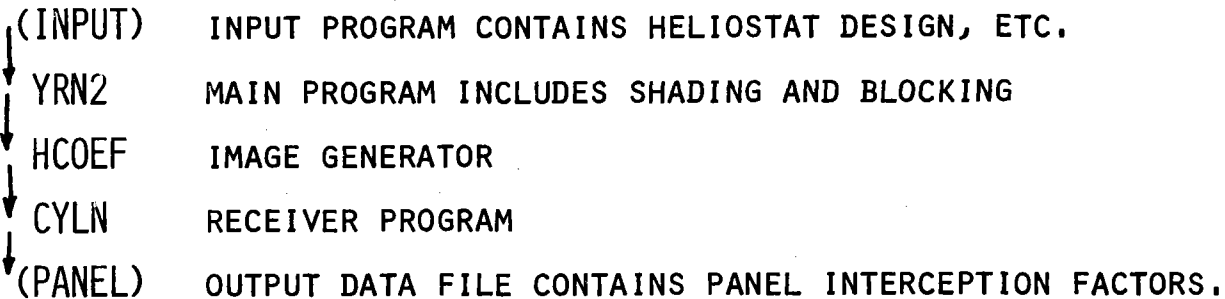 (INPUT) INPUT PROGRAM CONTAINS HELIOSTAT DESIGN, ETC.
YRN2 MAIN PROGRAM INCLUDES SHADING AND BLOCKING
HCOEF IMAGE GENERATOR
CYLN RECEIVER PROGRAM
(PANEL) OUTPUT DATA FILE CONTAINS PANEL INTERCEPTION FACTORS.